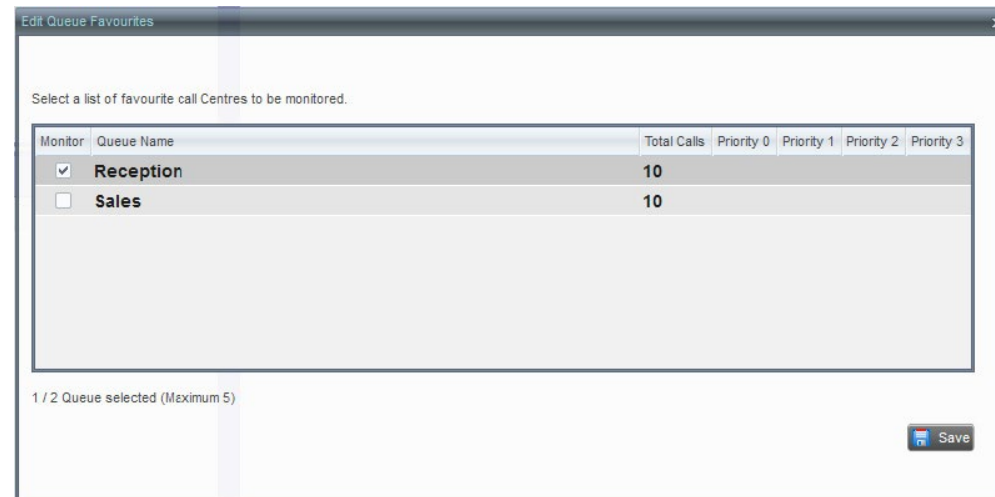 Edit Queue Favourites
Select a list of favourite call Centres to be monitored.
Monitor Queue Name Total Calls Priority 0 Priority 1 Priority 2 Priority 3
Reception 10
Sales 10
1 / 2 Queue selected (Maximum 5)
Save